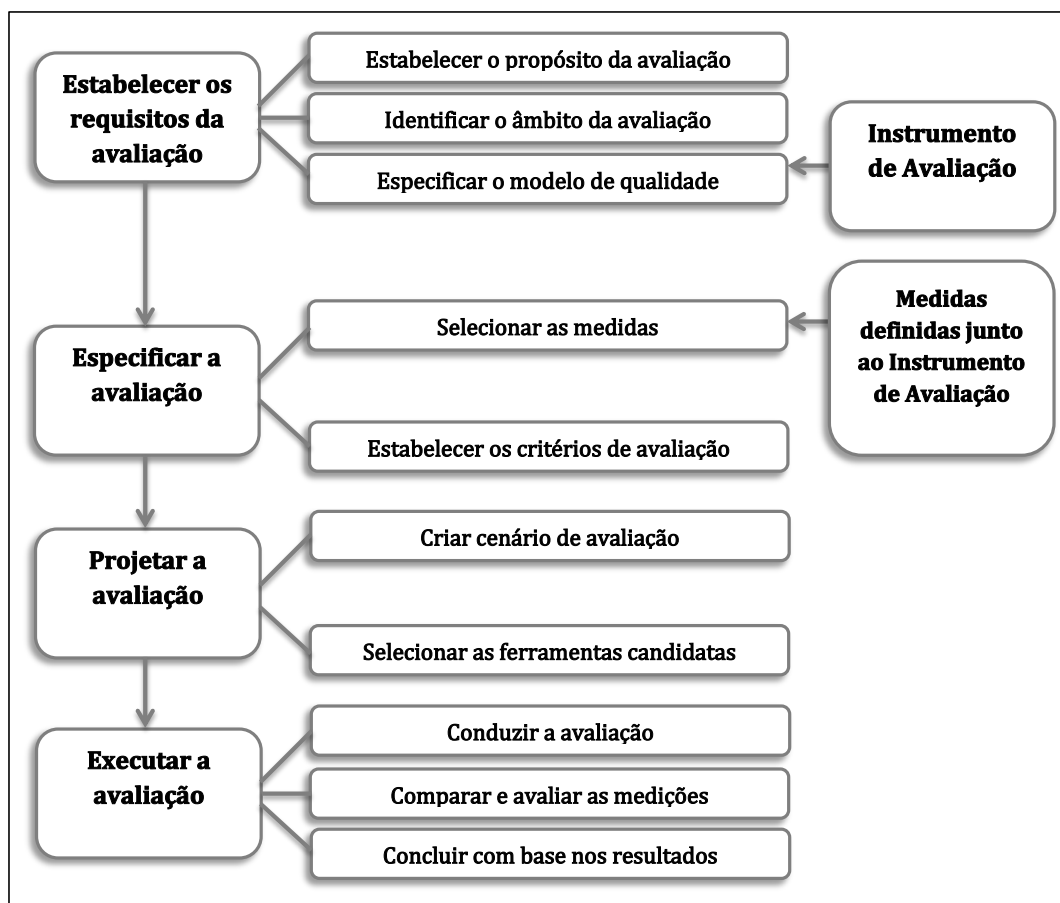 Estabelecer os
requisitos da
avaliação
Estabelecer o propósito da avaliação
Identificar o âmbito da avaliação
Especificar o modelo de qualidade
Instrumento
de Avaliação
Especificar a
avaliação
Selecionar as medidas
Estabelecer os critérios de avaliação
Medidas
definidas junto
ao Instrumento
de Avaliação
Projetar a
avaliação
Criar cenário de avaliação
Selecionar as ferramentas candidatas
Executar a
avaliação
Conduzir a avaliação
Comparar e avaliar as medições
Concluir com base nos resultados